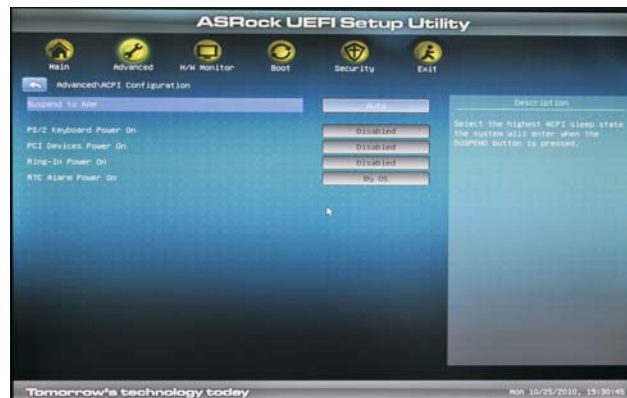 ASRock UEFI Setup Utility
Main
Advanced
H/W Monitor
Boot
Security
Exit
Advanced\ACPI Configuration
Suspend to RAM
Auto
PS/2 Keyboard Power On
Disabled
PCI Devices Power On
Disabled
Ring-In Power On
Disabled
RTC Alarm Power On
By OS
Description
Select the highest ACPI sleep state
the system will enter when the
SUSPEND button is pressed.
Tomorrow's technology today
Mon 10/25/2010, 19:50:45